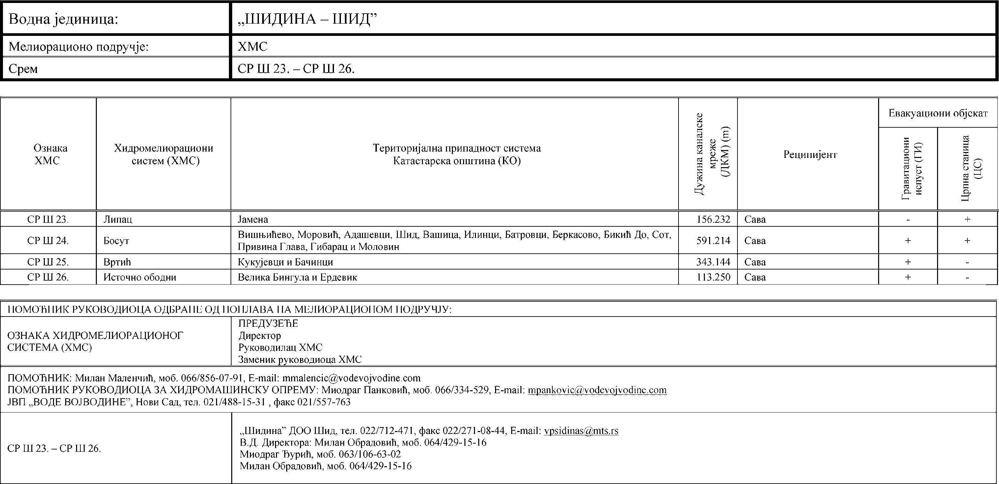 Водна јединица: „ШИДИНА – ШИД”
Мелиорационо подручје: ХМС
Срем СР Ш 23. – СР Ш 26.
Ознака ХМС
Хидромелиорациони систем (ХМС)
Територијална припадност система
Катастарска општина (КО)
Дужина каналске мреже (ДКМ) (m)
Реципијент
Евакуациони објекат
Гравитациони испуст (ГИ)
Црпна станица (ЦС)
СР Ш 23. Липац Јамена 156.232 Сава - +
СР Ш 24. Босут Вишњићево, Моровић, Адашевци, Шид, Вашица, Илинци, Батровци, Беркасово, Бикић До, Сот, 591.214 Сава + +
Привина Глава, Гибарац и Моловин
СР Ш 25. Вртић Кукујевци и Бачинци 343.144 Сава + -
СР Ш 26. Источно ободни Велика Бингула и Ердевик 113.250 Сава + -
ПОМОЋНИК РУКОВОДИОЦА ОДБРАНЕ ОД ПОПЛАВА НА МЕЛИОРАЦИОНОМ ПОДРУЧЈУ:
ОЗНАКА ХИДРОМЕЛИОРАЦИОНОГ
СИСТЕМА (ХМС)
ПРЕДУЗЕЋЕ
Директор
Руководилац ХМС
Заменик руководиоца ХМС
ПОМОЋНИК: Милан Маленчић, моб. 066/856-07-91, E-mail: mmalencic@vodevojvodine.com
ПОМОЋНИК РУКОВОДИОЦА ЗА ХИДРОМАШИНСКУ ОПРЕМУ: Миодраг Панковић, моб. 066/334-529, E-mail: mpankovic@vodevojvodine.com
ЈВП „ВОДЕ ВОЈВОДИНЕ”, Нови Сад, тел. 021/488-15-31 , факс 021/557-763
СР Ш 23. – СР Ш 26.
„Шидина” ДОО Шид, тел. 022/712-471, факс 022/271-08-44, E-mail: vpsidinas@mts.rs
В.Д. Директора: Милан Обрадовић, моб. 064/429-15-16
Миодраг Ђурић, моб. 063/106-63-02
Милан Обрадовић, моб. 064/429-15-16